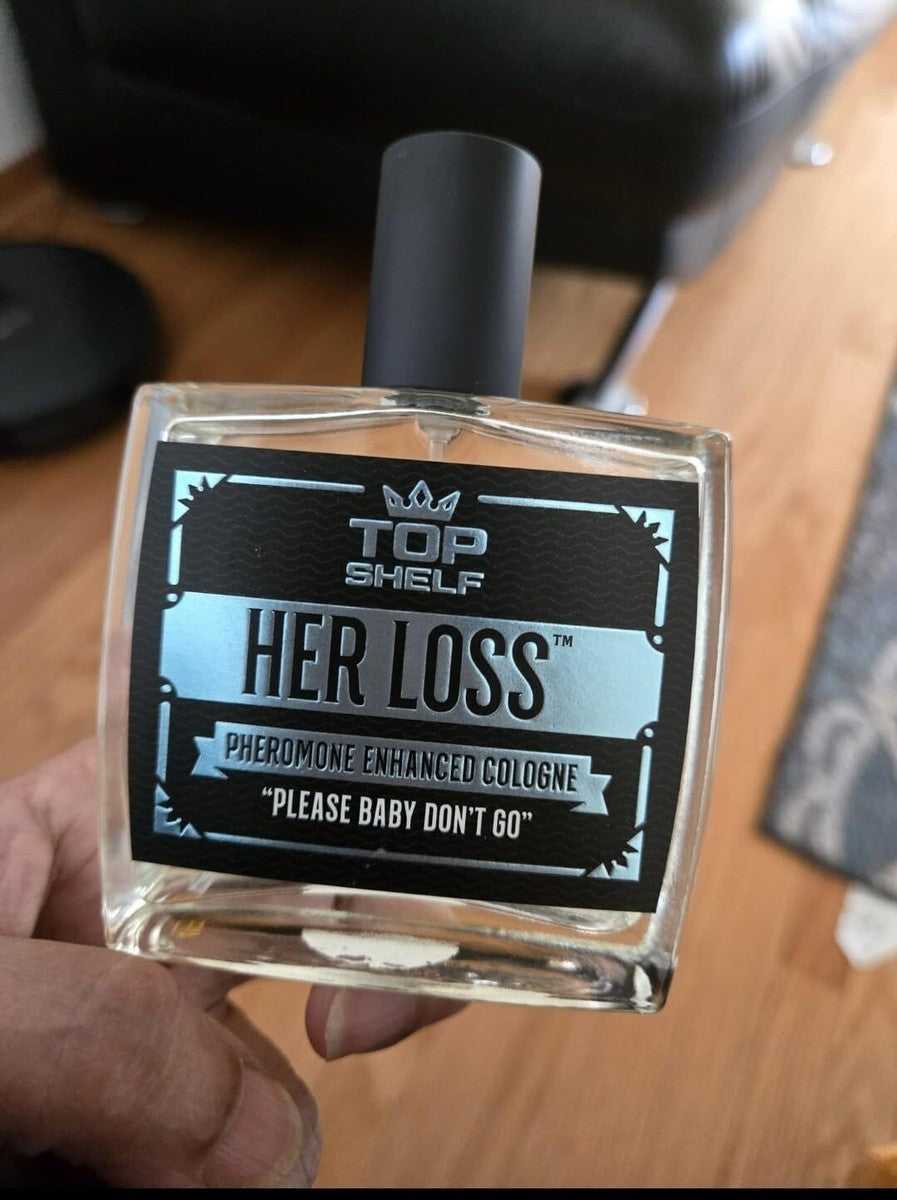 TOP
SHELF
HER LOSS™
PHEROMONE ENHANCED COLOGNE
“PLEASE BABY DON'T GO”